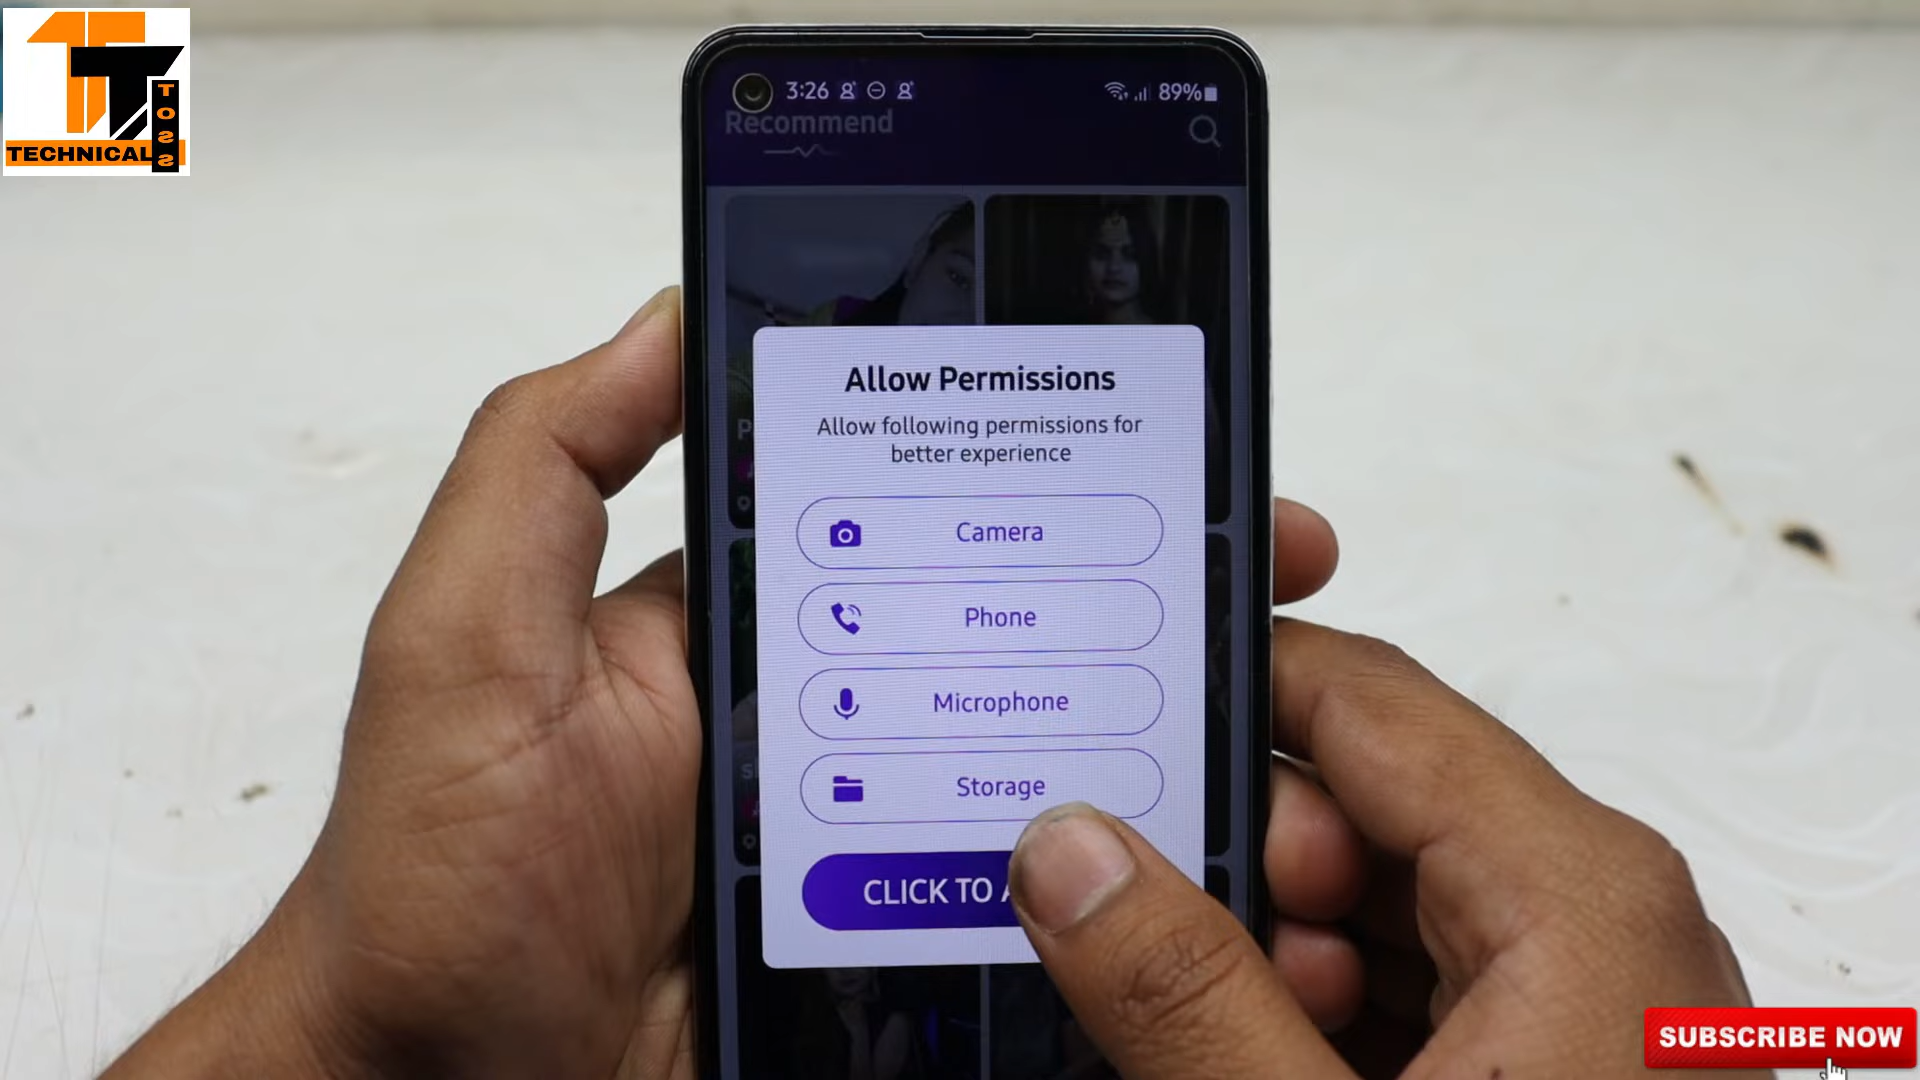 TECHNICAL
TOSS
3:26
89%
Recommend
Allow Permissions
Allow following permissions for
better experience
Camera
Phone
Microphone
Storage
CLICK TO
SUBSCRIBE NOW